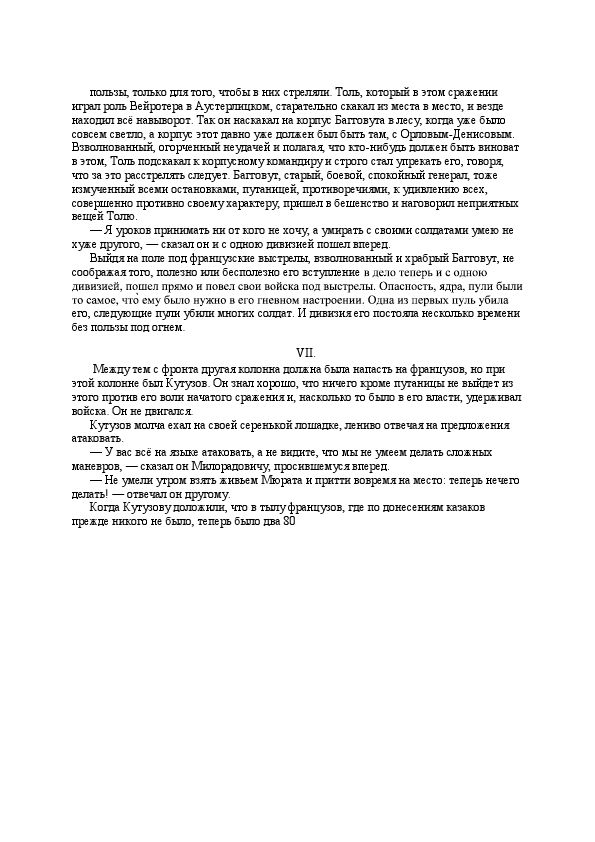 пользы, только для того, чтобы в них стреляли. Толь, который в этом сражении
играл роль Вейротера в Аустерлицком, старательно скакал из места в место, и везде
находил всё навыворот. Так он наскакал на корпус Багговута в лесу, когда уже было
совсем светло, а корпус этот давно уже должен был быть там, с Орловым-Денисовым.
Взволнованный, огорченный неудачей и полагая, что кто-нибудь должен быть виноват
в этом, Толь подскакал к корпусному командиру и строго стал упрекать его, говоря,
что за это расстрелять следует. Багговут, старый, боевой, спокойный генерал, тоже
измученный всеми остановками, путаницей, противоречиями, к удивлению всех,
совершенно противно своему характеру, пришел в бешенство и наговорил неприятных
вещей Толю.
— Я уроков принимать ни от кого не хочу, а умирать с своими солдатами умею не
хуже другого, — сказал он и с одною дивизией пошел вперед.
Выйдя на поле под французские выстрелы, взволнованный и храбрый Багговут, не
соображая того, полезно или бесполезно его вступление в дело теперь и с одною
дивизией, пошел прямо и повел свои войска под выстрелы. Опасность, ядра, пули были
то самое, что̀ ему было нужно в его гневном настроении. Одна из первых пуль убила
его, следующие пули убили многих солдат. И дивизия его постояла несколько времени
без пользы под огнем.
VII.
Между тем с фронта другая колонна должна была напасть на французов, но при
этой колонне был Кутузов. Он знал хорошо, что ничего кроме путаницы не выйдет из
этого против его воли начатого сражения и, насколько то было в его власти, удерживал
войска. Он не двигался.
Кутузов молча ехал на своей серенькой лошадке, лениво отвечая на предложения
атаковать.
— У вас всё на языке атаковать, а не видите, что мы не умеем делать сложных
маневров, — сказал он Милорадовичу, просившемуся вперед.
— Не умели утром взять живьем Мюрата и притти вовремя на место: теперь нечего
делать! — отвечал он другому.
Когда Кутузову доложили, что в тылу французов, где по донесениям казаков
прежде никого не было, теперь было два 80